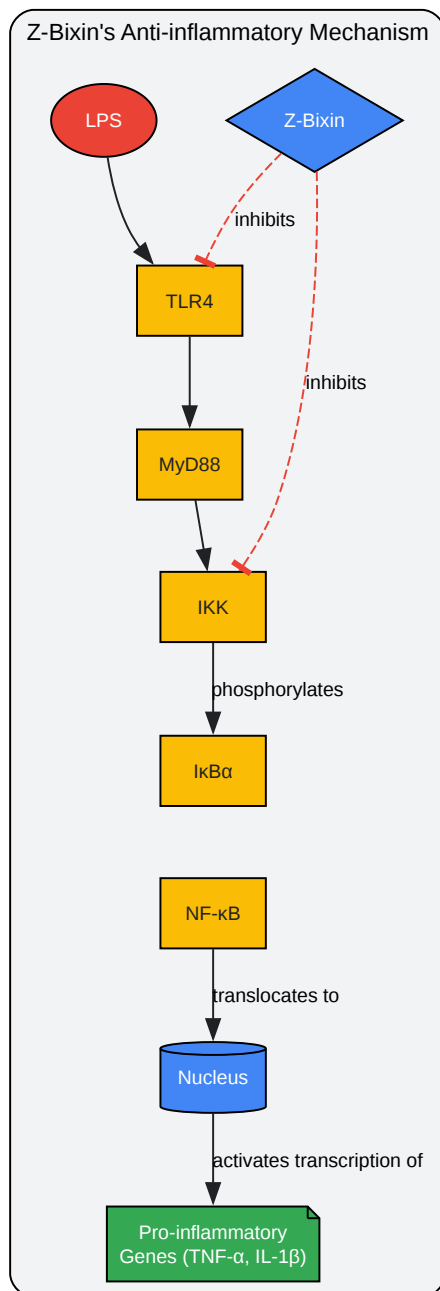 Z-Bixin's Anti-inflammatory Mechanism
LPS
Z-Bixin
inhibits
TLR4
inhibits
MyD88
IKK
phosphorylates
IκBα
NF-κB
translocates to
Nucleus
activates transcription of
Pro-inflammatory
Genes (TNF-α, IL-1β)